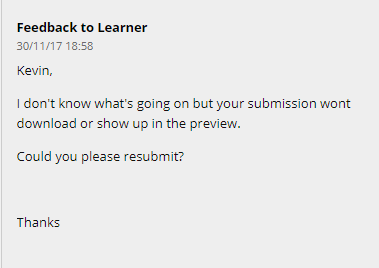 Feedback to Learner
30/11/17 18:58
Kevin,
I don't know what's going on but your submission wont
download or show up in the preview.
Could you please resubmit?
Thanks